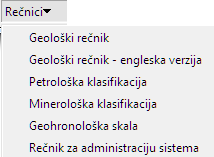 Rečnici
Geološki rečnik
Geološki rečnik - engleska verzija
Petrološka klasifikacija
Minerološka klasifikacija
Geohronološka skala
Rečnik za administraciju sistema